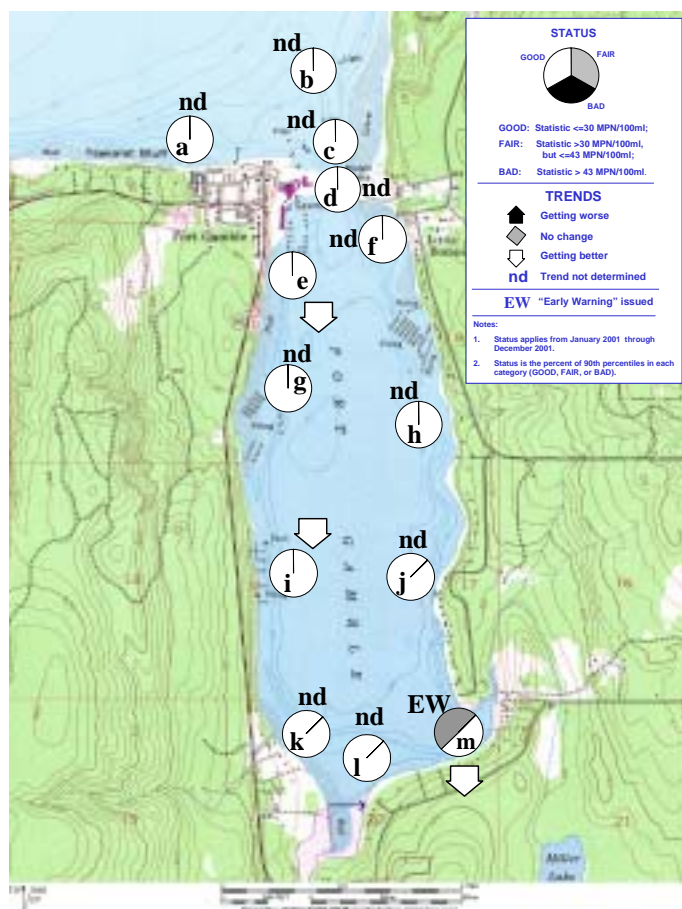 STATUS
GOOD
FAIR
BAD
GOOD: Statistic <=30 MPN/100ml;
FAIR: Statistic >30 MPN/100ml,
but <=43 MPN/100ml;
BAD: Statistic > 43 MPN/100ml.
TRENDS
Getting worse
No change
Getting better
nd Trend not determined
EW "Early Warning" issued
Notes:
1. Status applies from January 2001 through
December 2001.
2. Status is the percent of 90th percentiles in each
category (GOOD, FAIR, or BAD).
nd
b
nd
a
nd
c
d
nd
nd
f
e
nd
g
PORT
nd
h
i
nd
j
GAMBLE
nd
k
nd
l
EW
m
Miller
Lake